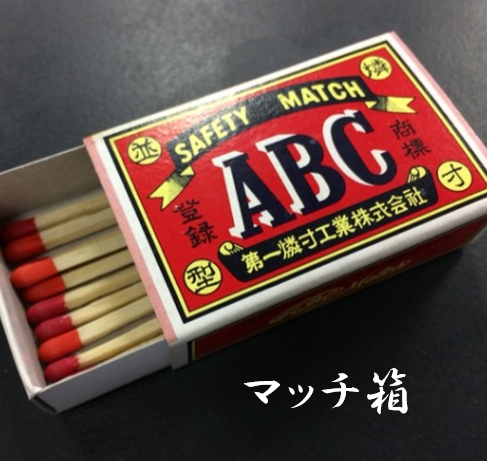 並
燐
SAFETY MATCH
ABC
登録
商標
型
寸
第一燐寸工業株式会社
マッチ箱